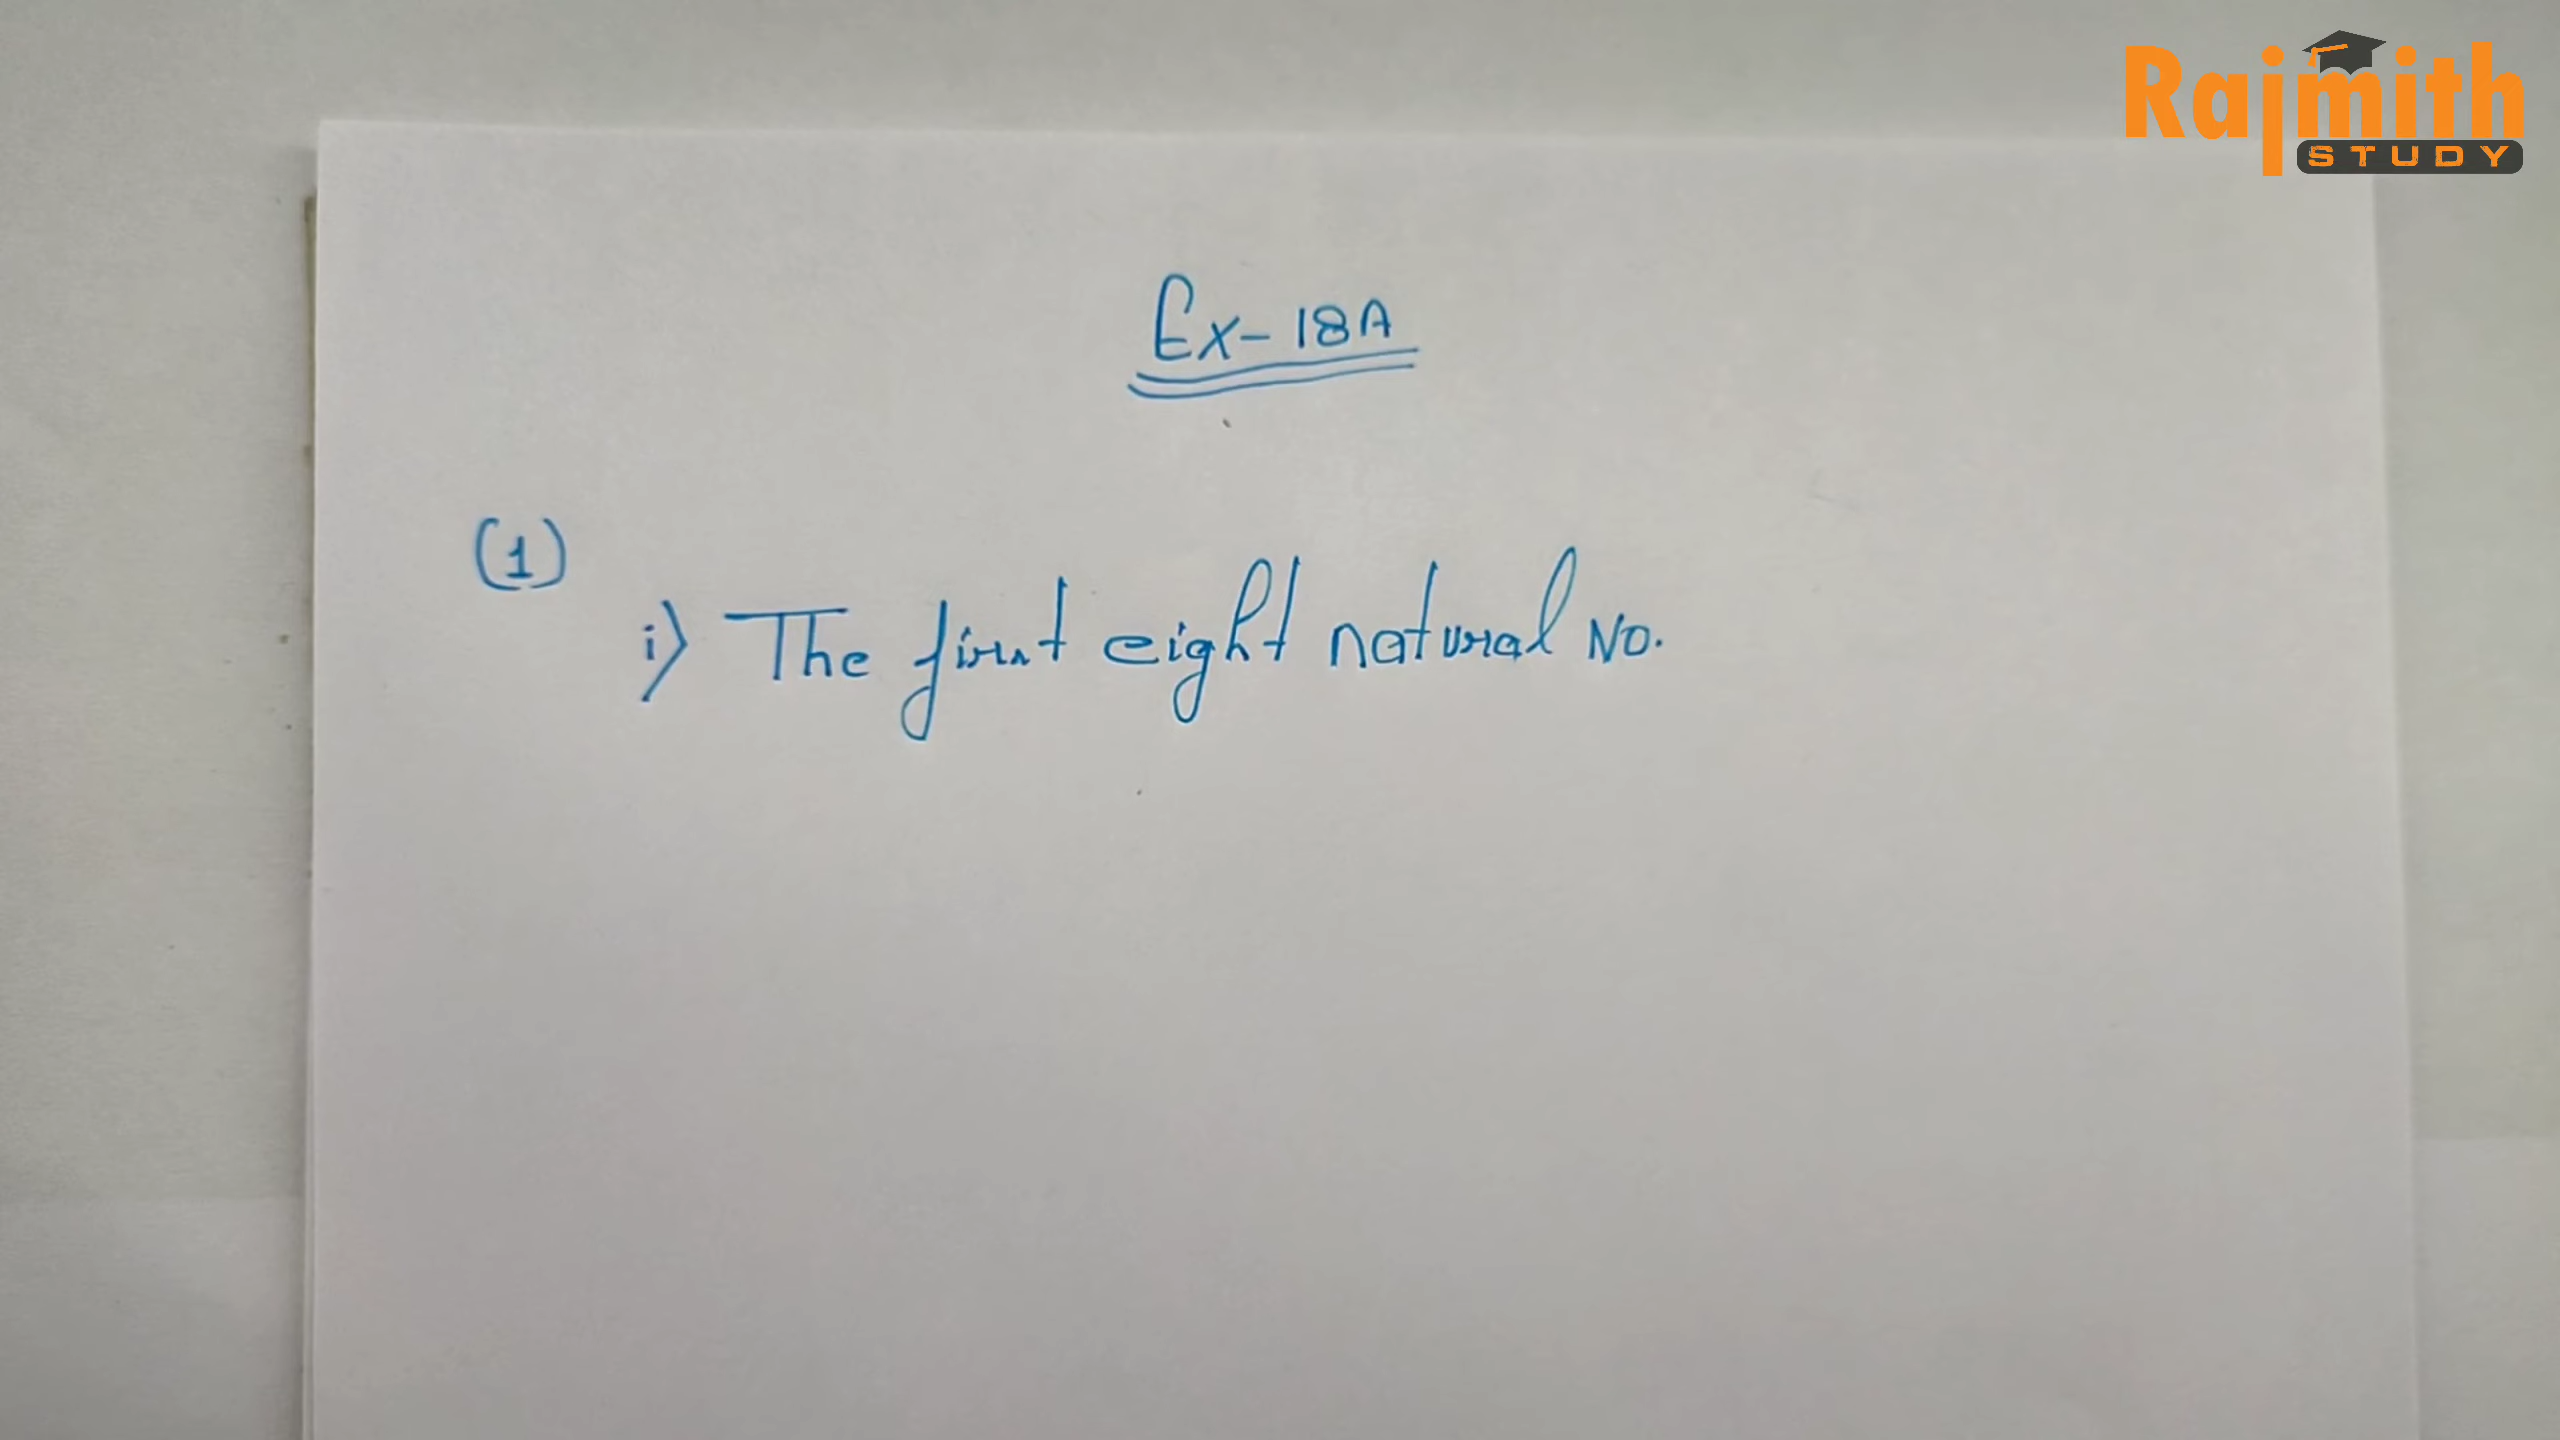 Rajmith
STUDY
Ex- 18A
(1)
i) The first eight natural No.